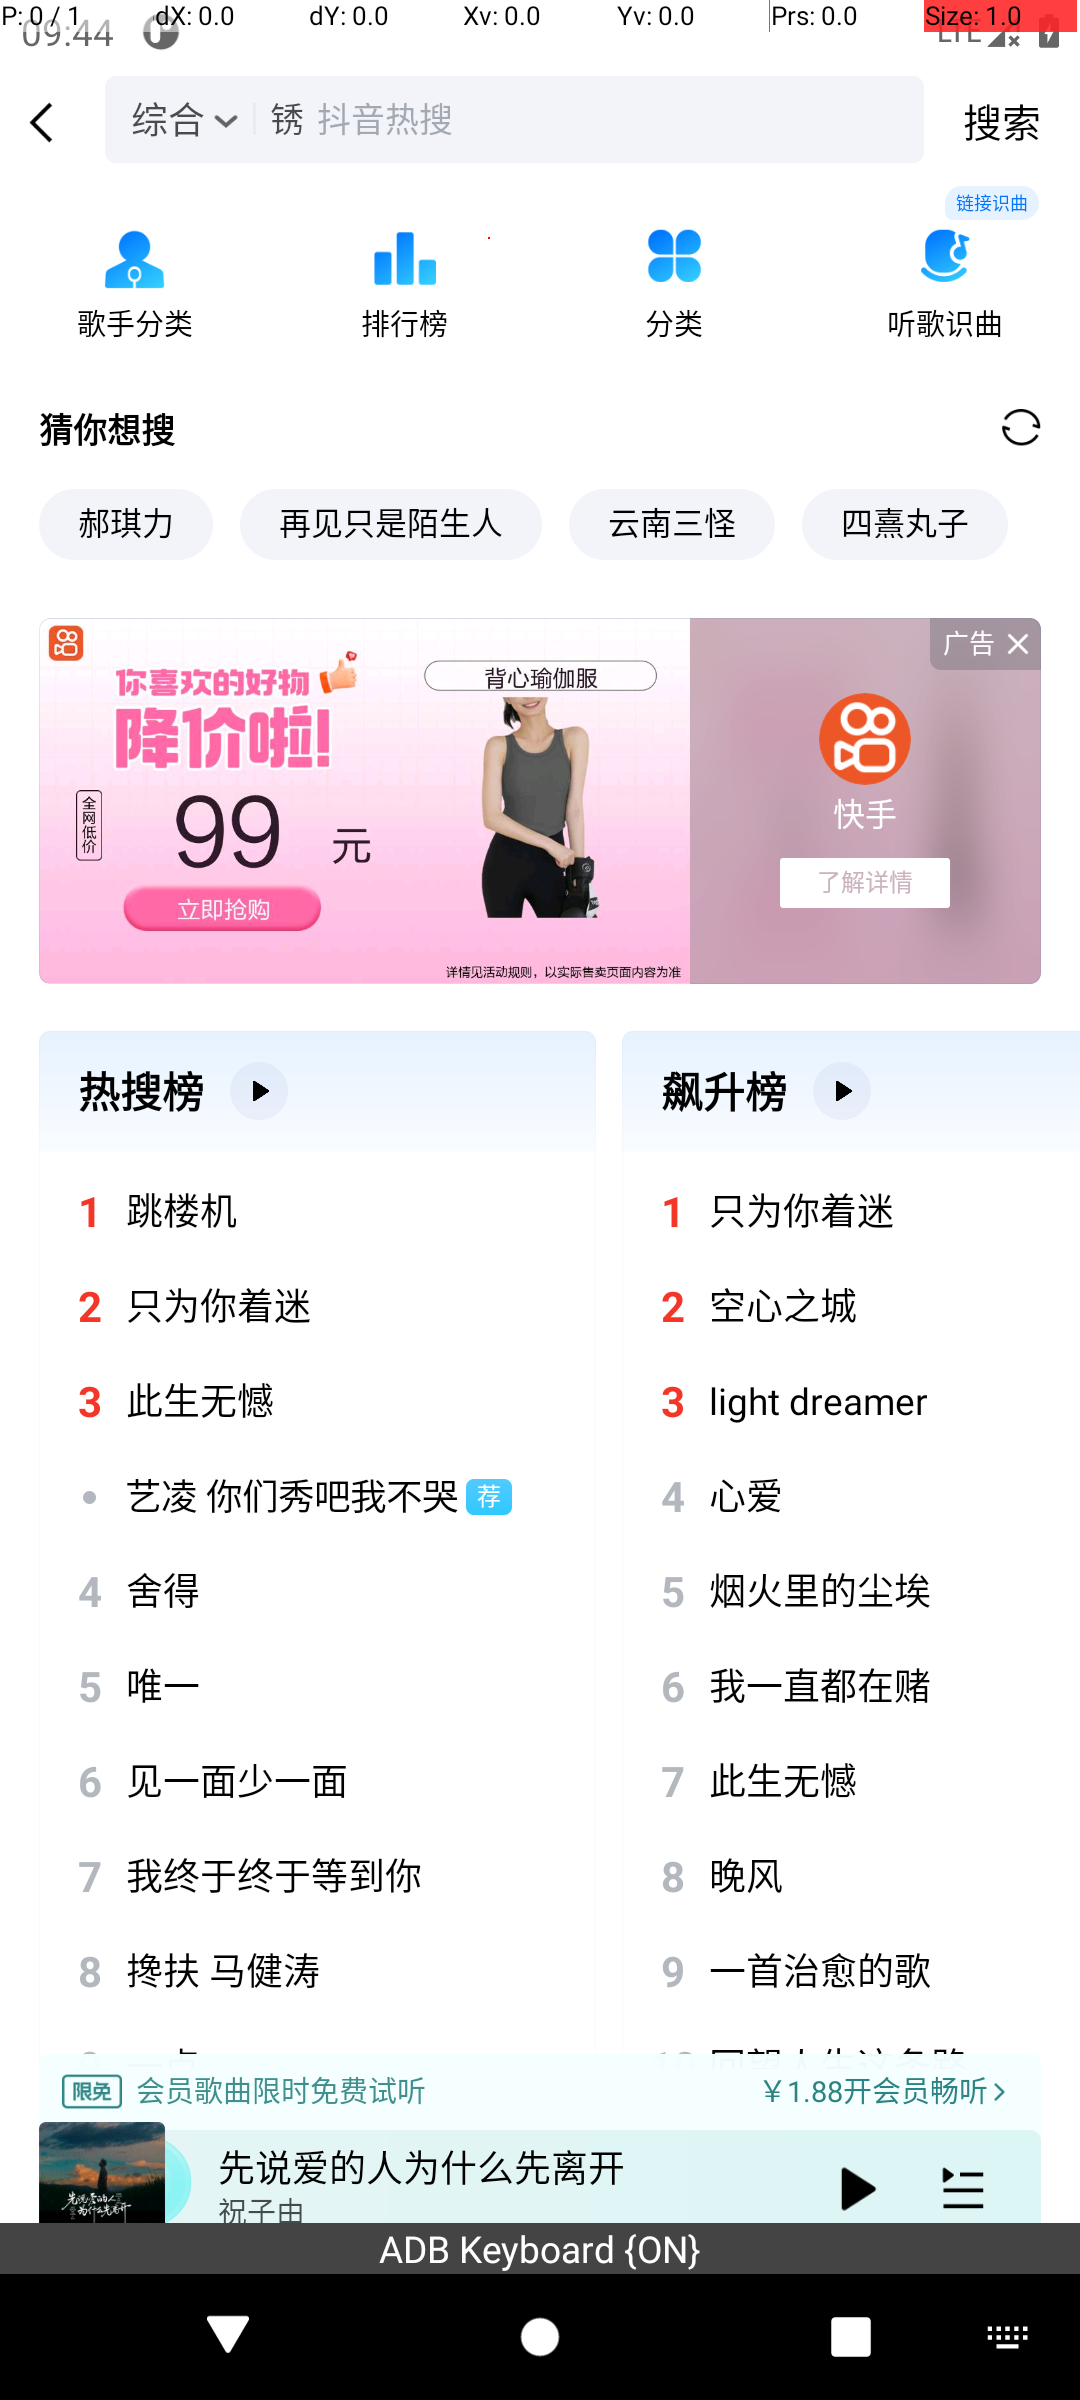 P: 0 / 1 dX: 0.0 dY: 0.0 Xv: 0.0 Yv: 0.0 Prs: 0.0 Size: 1.0
09:44 LTE
综合 锈 抖音热搜 搜索
链接识曲
歌手分类 排行榜 分类 听歌识曲
猜你想搜
郝琪力 再见只是陌生人 云南三怪 四熹丸子
广告
你喜欢的好物
降价啦!
背心瑜伽服
全网低价
99 元
立即抢购
快手
了解详情
详情见活动规则，以实际售卖页面内容为准
热搜榜
1 跳楼机
2 只为你着迷
3 此生无憾
艺凌 你们秀吧我不哭 荐
4 舍得
5 唯一
6 见一面少一面
7 我终于终于等到你
8 搀扶 马健涛
飙升榜
1 只为你着迷
2 空心之城
3 light dreamer
4 心爱
5 烟火里的尘埃
6 我一直都在赌
7 此生无憾
8 晚风
9 一首治愈的歌
限免 会员歌曲限时免费试听 ¥1.88开会员畅听
先说爱的人为什么先离开
祝子由
ADB Keyboard {ON}